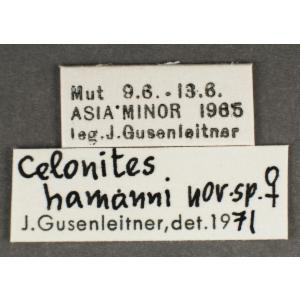 Mut 9.6.-13.6.
ASIA MINOR 1965
leg.J.Gusenleitner
Celonites
hamanni nov.sp.♀
J.Gusenleitner,det.1971